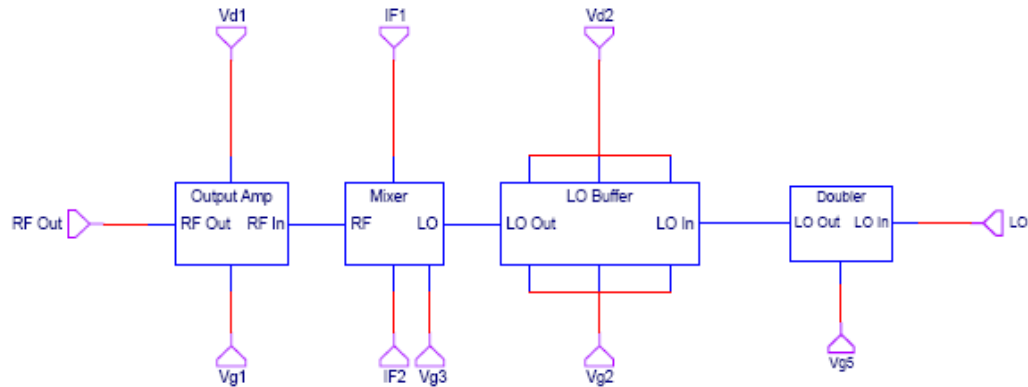 Vd1 IF1 Vd2
Output Amp Mixer LO Buffer Doubler
RF Out RF Out RF In RF LO LO Out LO In LO Out LO In LO
Vg1 IF2 Vg3 Vg2 Vg5